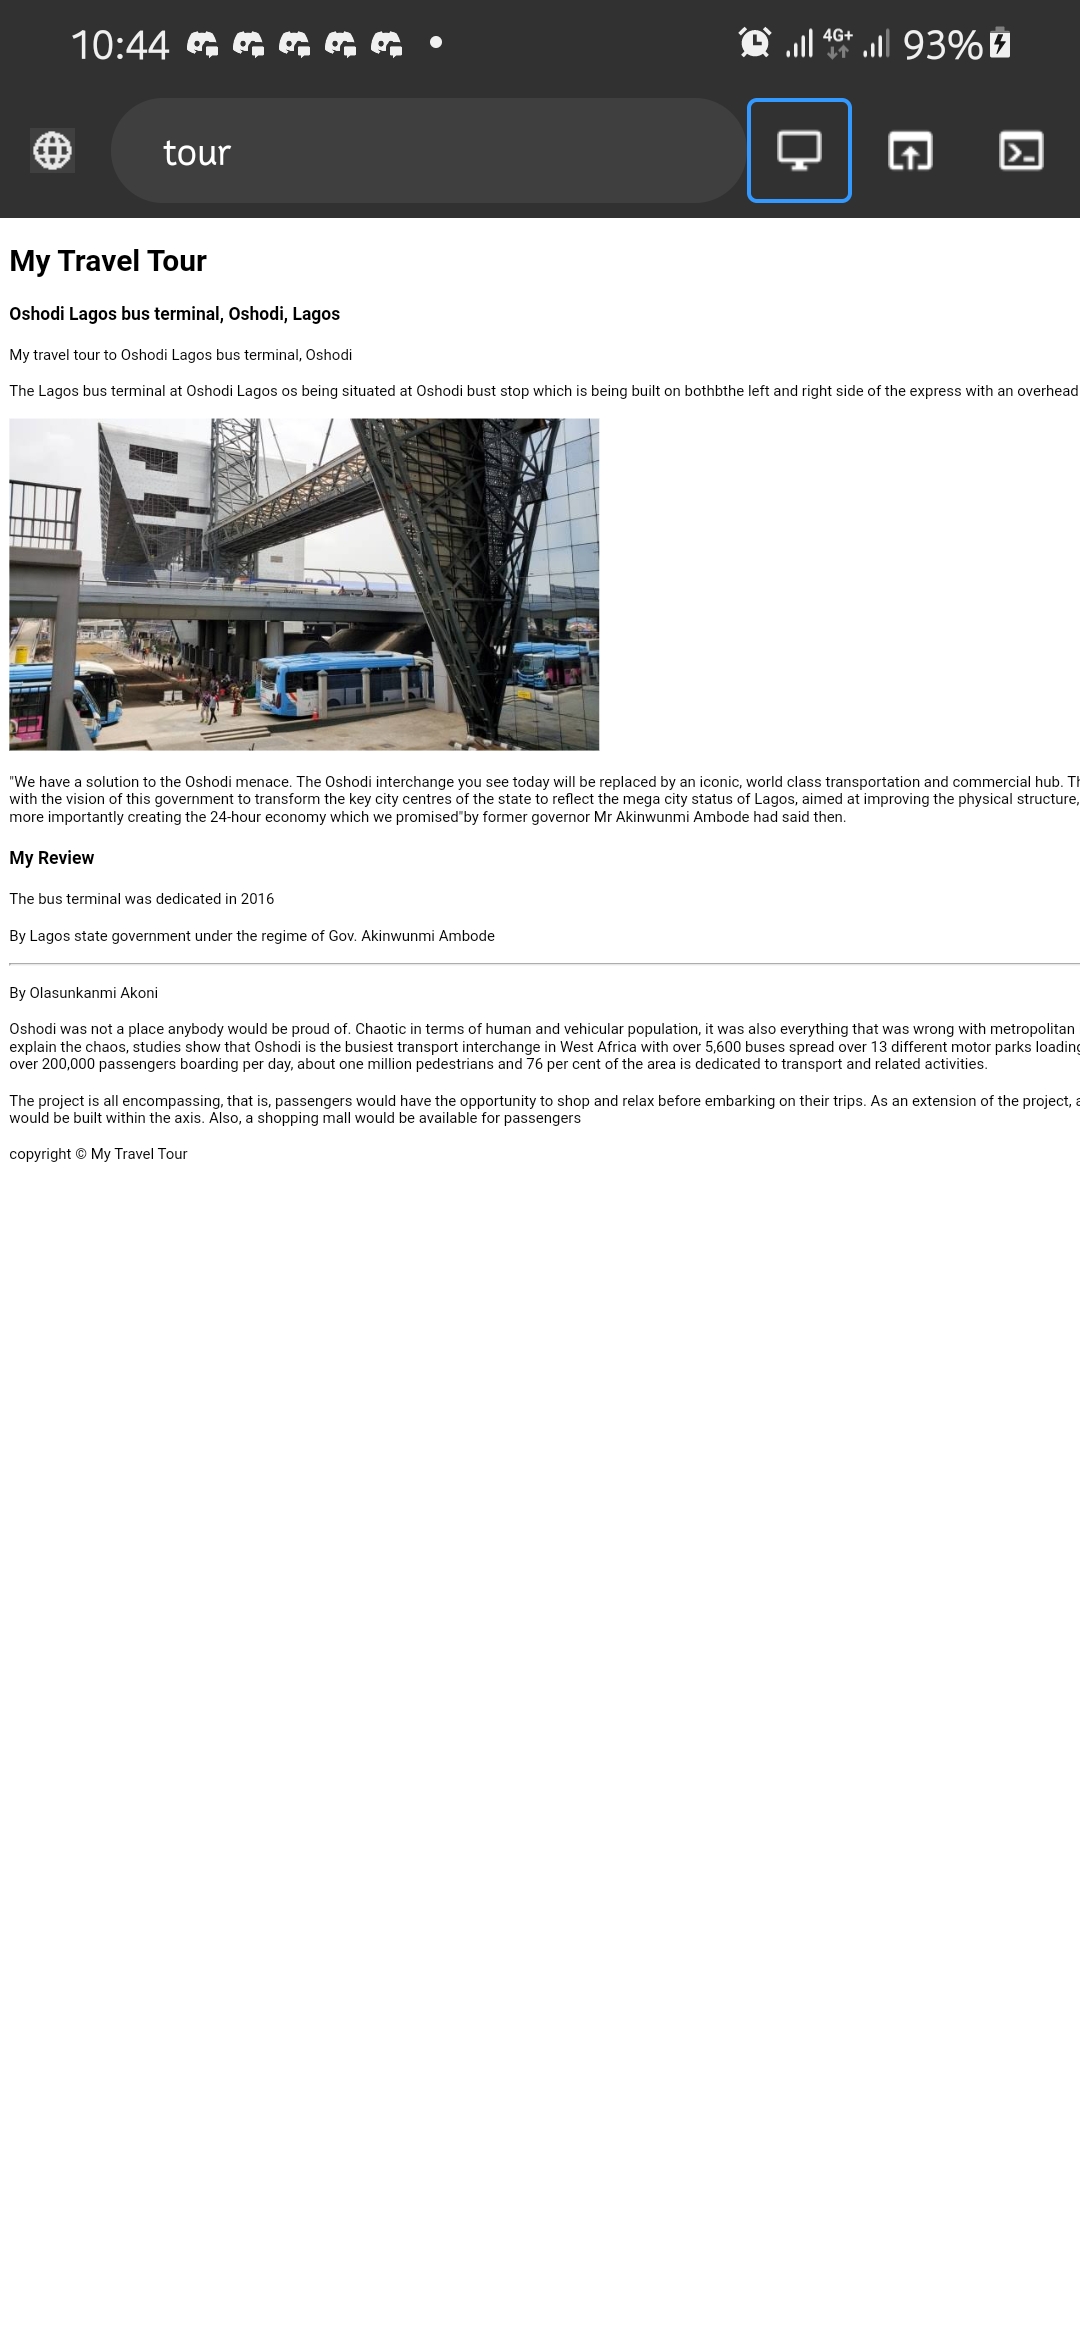 10:44
4G+
93%
tour
My Travel Tour
Oshodi Lagos bus terminal, Oshodi, Lagos
My travel tour to Oshodi Lagos bus terminal, Oshodi
The Lagos bus terminal at Oshodi Lagos os being situated at Oshodi bust stop which is being built on bothbthe left and right side of the express with an overhead
"We have a solution to the Oshodi menace. The Oshodi interchange you see today will be replaced by an iconic, world class transportation and commercial hub.
with the vision of this government to transform the key city centres of the state to reflect the mega city status of Lagos, aimed at improving the physical structure,
more importantly creating the 24-hour economy which we promised"by former governor Mr Akinwunmi Ambode had said then.
My Review
The bus terminal was dedicated in 2016
By Lagos state government under the regime of Gov. Akinwunmi Ambode
By Olasunkanmi Akoni
Oshodi was not a place anybody would be proud of. Chaotic in terms of human and vehicular population, it was also everything that was wrong with metropolitan
explain the chaos, studies show that Oshodi is the busiest transport interchange in West Africa with over 5,600 buses spread over 13 different motor parks loading
over 200,000 passengers boarding per day, about one million pedestrians and 76 per cent of the area is dedicated to transport and related activities.
The project is all encompassing, that is, passengers would have the opportunity to shop and relax before embarking on their trips. As an extension of the project, a
would be built within the axis. Also, a shopping mall would be available for passengers
copyright © My Travel Tour